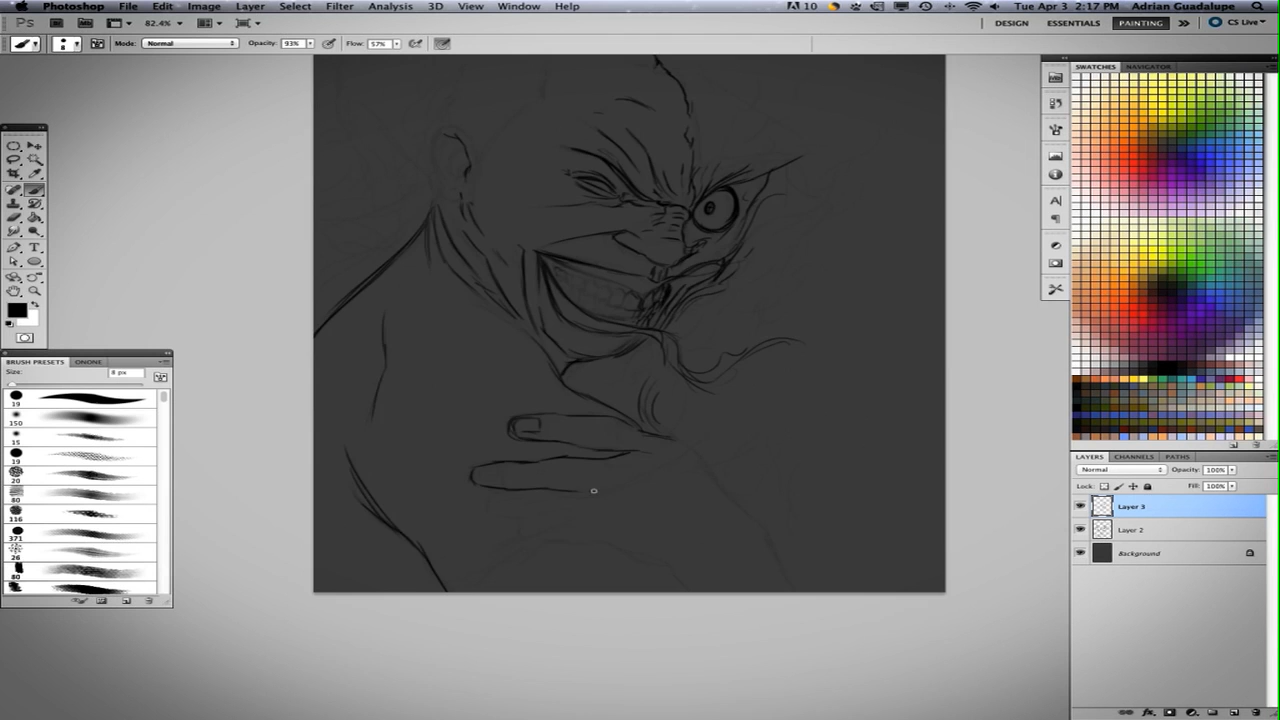 Photoshop File Edit Image Layer Select Filter Analysis 3D View Window Help
10 Tue Apr 3 2:17 PM Adrian Guadalupe
Ps 82.4% DESIGN ESSENTIALS PAINTING CS Live
Mode: Normal Opacity: 93% Flow: 57%
SWATCHES NAVIGATOR
BRUSH PRESETS ONONE
Size: 8 px
19
150
15
19
20
80
116
371
26
80
LAYERS CHANNELS PATHS
Normal Opacity: 100%
Lock: Fill: 100%
Layer 3
Layer 2
Background